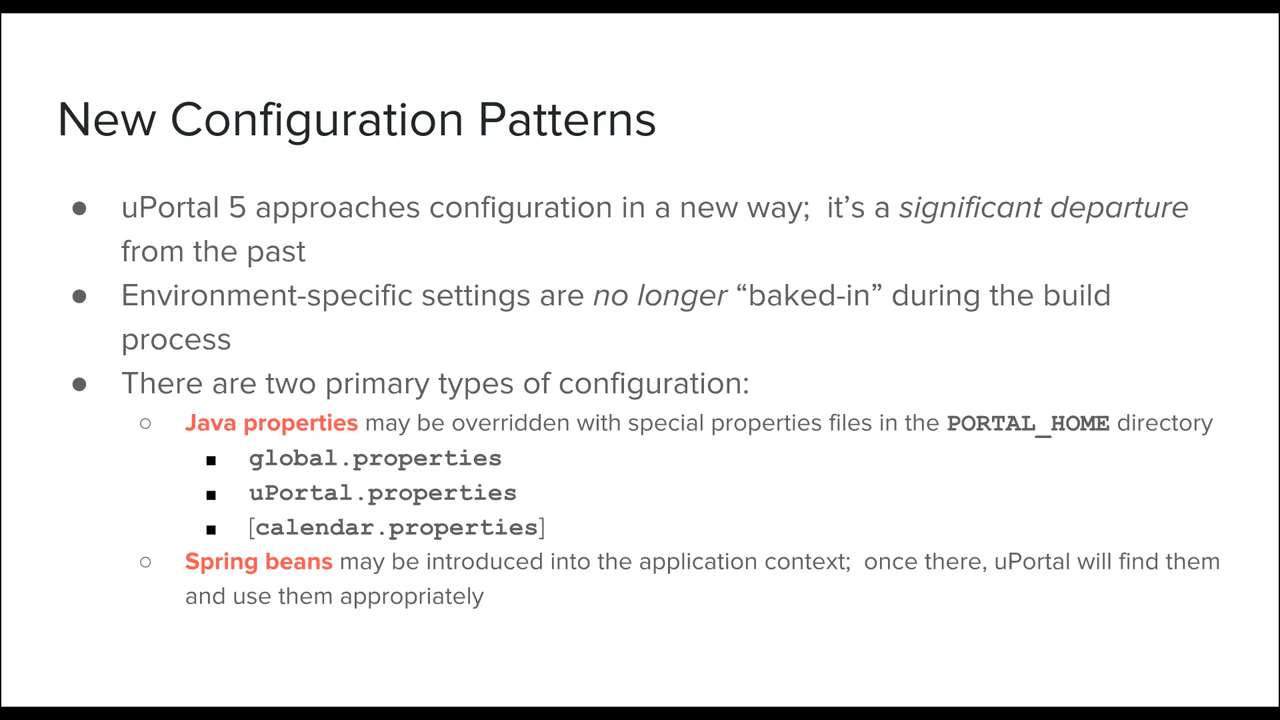 New Configuration Patterns
● uPortal 5 approaches configuration in a new way;  it’s a significant departure
from the past
● Environment-specific settings are no longer “baked-in” during the build
process
● There are two primary types of configuration:
○ Java properties may be overridden with special properties files in the PORTAL_HOME directory
■ global.properties
■ uPortal.properties
■ [calendar.properties]
○ Spring beans may be introduced into the application context;  once there, uPortal will find them
and use them appropriately